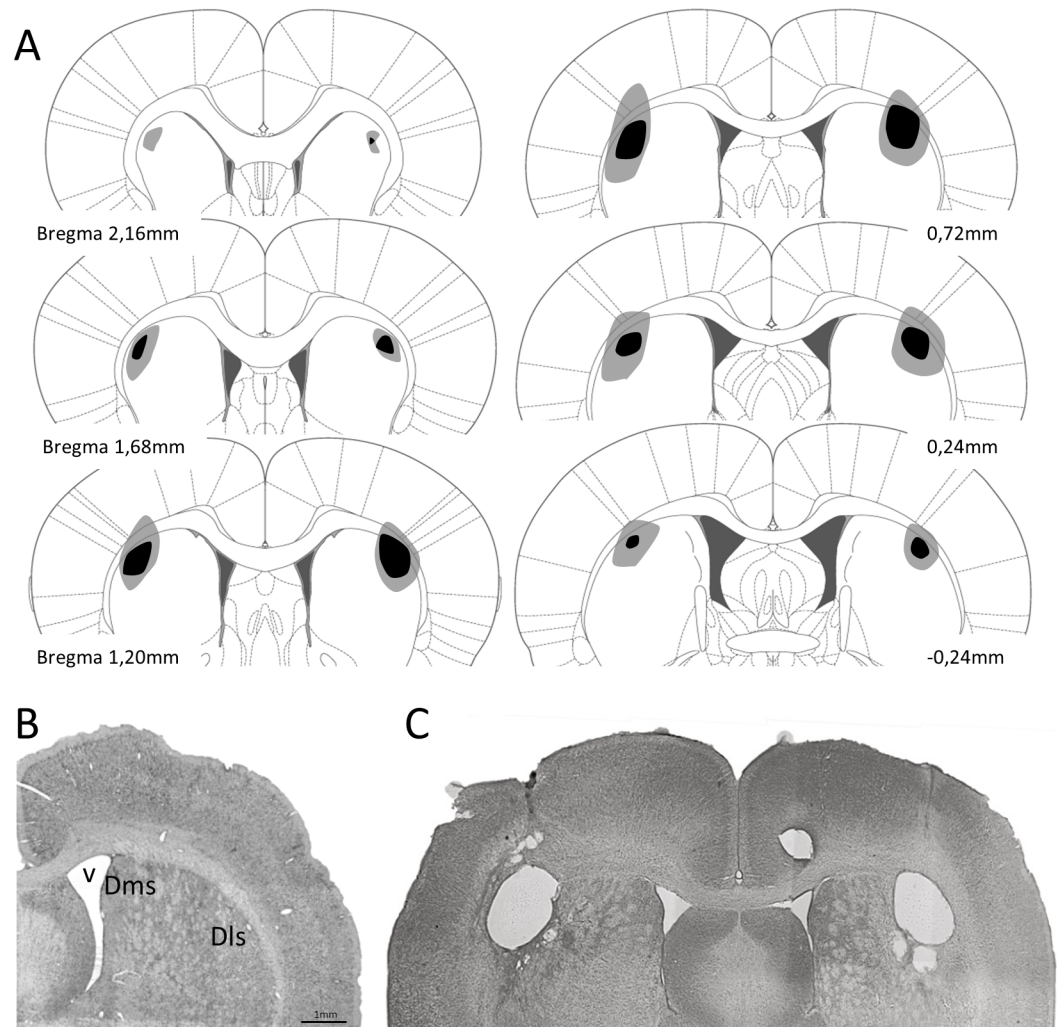 A
Bregma 2,16mm
0,72mm
Bregma 1,68mm
0,24mm
Bregma 1,20mm
-0,24mm
B
C
v
Dms
Dls
1mm